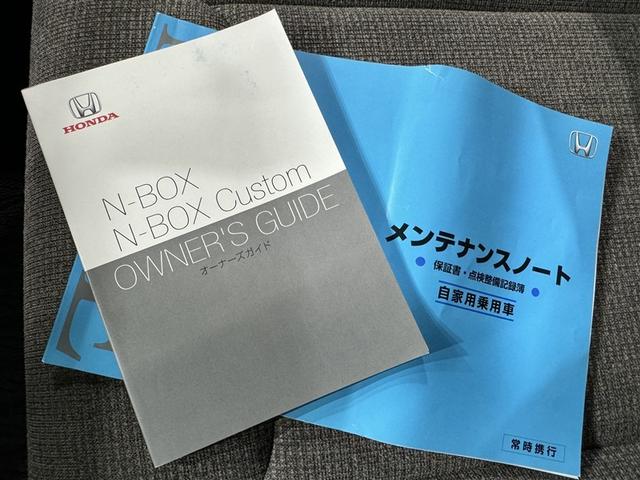 HONDA
N-BOX
N-BOX Custom
OWNER'S GUIDE
オーナーズガイド
メンテナンスノート
保証書・点検整備記録簿
自家用乗用車
常時携行